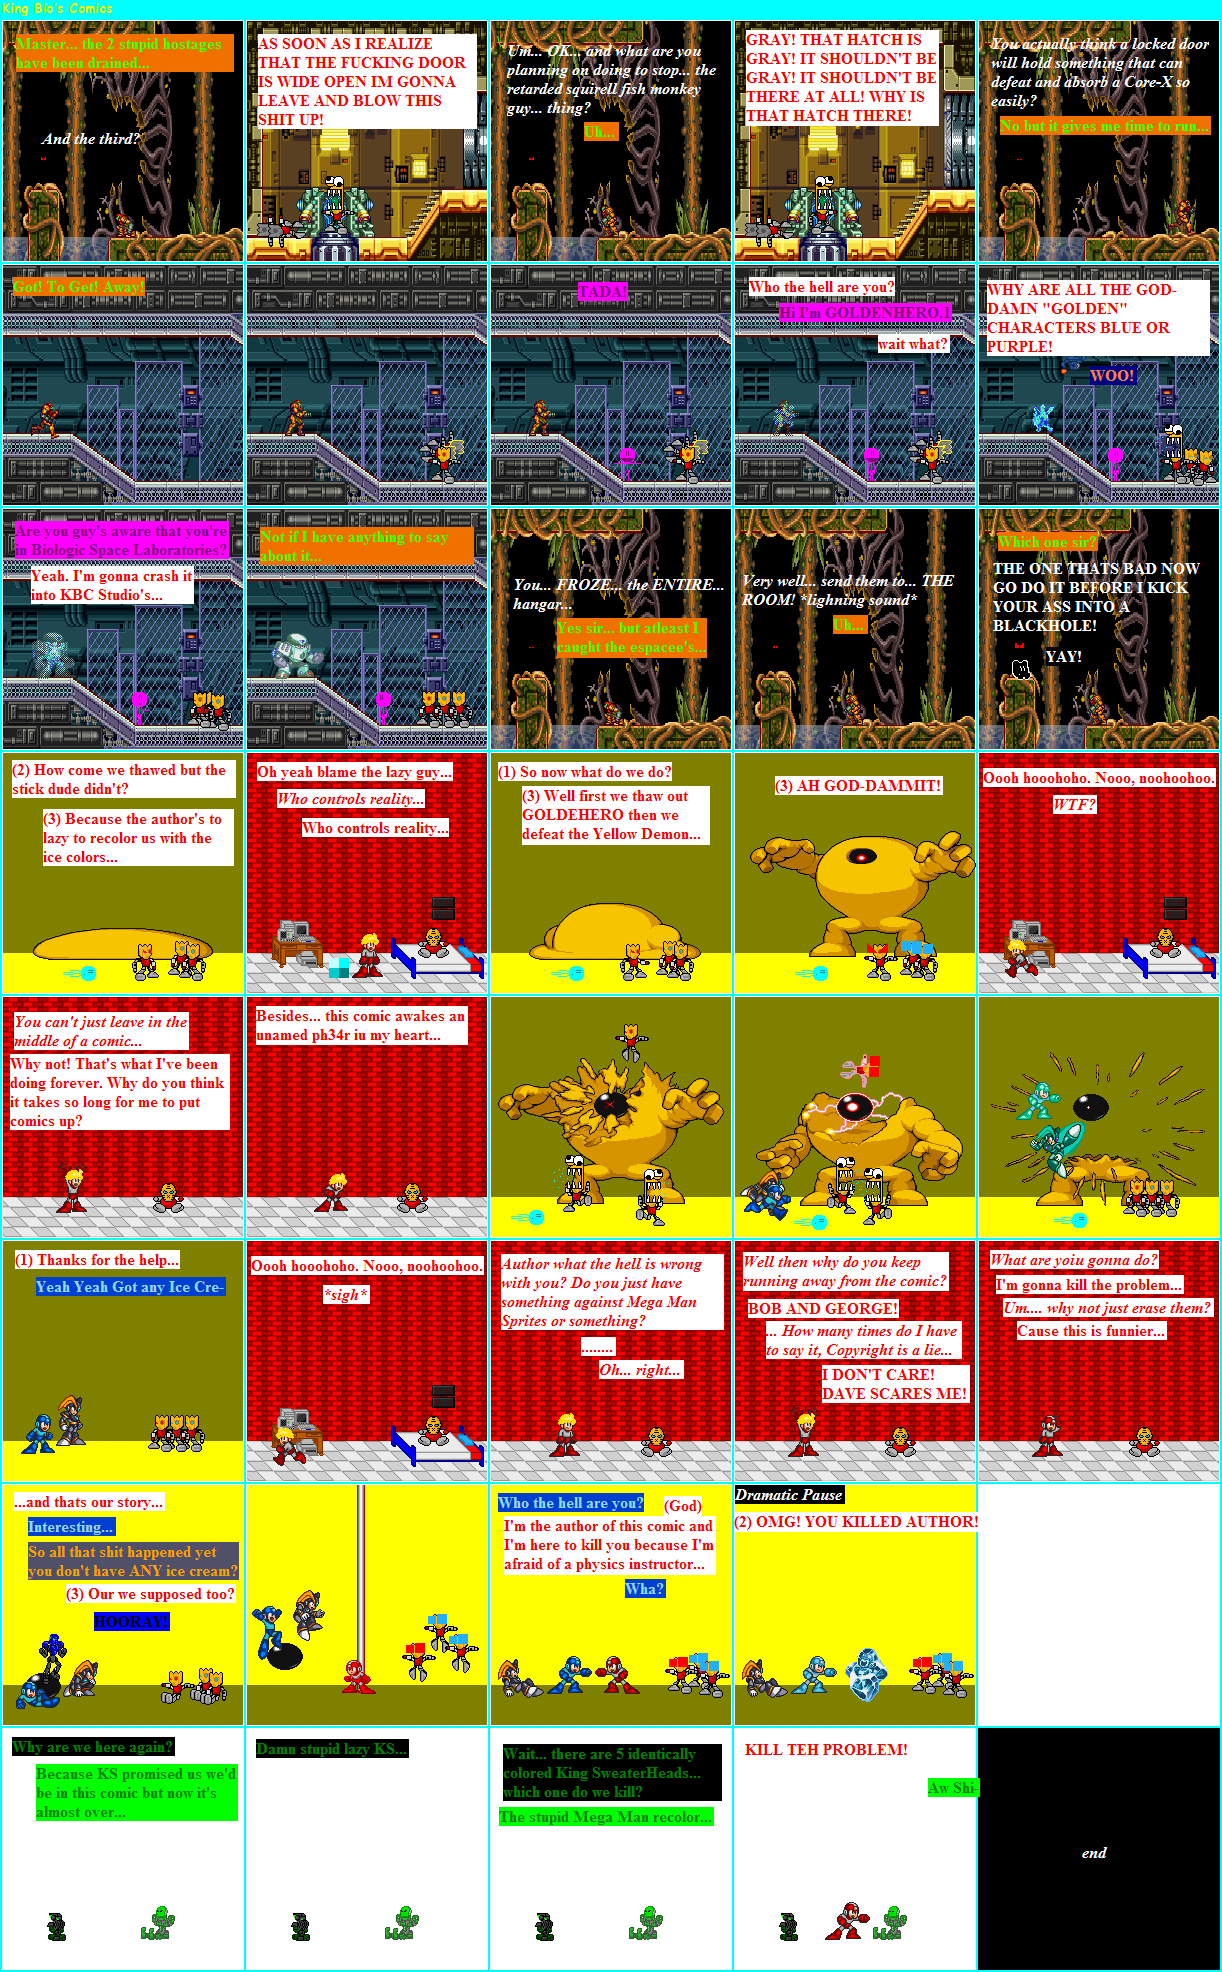 King Bio's Comics
Master... the 2 stupid hostages
have been drained...
And the third?
AS SOON AS I REALIZE
THAT THE FUCKING DOOR
IS WIDE OPEN IM GONNA
LEAVE AND BLOW THIS
SHIT UP!
Um... OK... and what are you
planning on doing to stop... the
retarded squirell fish monkey
guy... thing?
Uh...
GRAY! THAT HATCH IS
GRAY! IT SHOULDN'T BE
GRAY! IT SHOULDN'T BE
THERE AT ALL! WHY IS
THAT HATCH THERE!
You actually think a locked door
will hold something that can
defeat and absorb a Core-X so
easily?
No but it gives me time to run...
Got! To Get! Away!
TADA!
Who the hell are you?
Hi I'm GOLDENHERO.1
wait what?
WHY ARE ALL THE GOD-
DAMN "GOLDEN"
CHARACTERS BLUE OR
PURPLE!
WOO!
Are you guy's aware that you're
in Biologic Space Laboratories?
Yeah. I'm gonna crash it
into KBC Studio's...
Not if I have anything to say
about it...
You... FROZE... the ENTIRE...
hangar...
Yes sir... but atleast I
caught the espacee's...
Very well... send them to... THE
ROOM! *lighning sound*
Uh...
Which one sir?
THE ONE THATS BAD NOW
GO DO IT BEFORE I KICK
YOUR ASS INTO A
BLACKHOLE!
YAY!
(2) How come we thawed but the
stick dude didn't?
(3) Because the author's to
lazy to recolor us with the
ice colors...
Oh yeah blame the lazy guy...
Who controls reality...
Who controls reality...
(1) So now what do we do?
(3) Well first we thaw out
GOLDEHERO then we
defeat the Yellow Demon...
(3) AH GOD-DAMMIT!
Oooh hooohoho. Nooo, noohoohoo.
WTF?
You can't just leave in the
middle of a comic...
Why not! That's what I've been
doing forever. Why do you think
it takes so long for me to put
comics up?
Besides... this comic awakes an
unamed ph34r iu my heart...
(1) Thanks for the help...
Yeah Yeah Got any Ice Cre-
Oooh hooohoho. Nooo, noohoohoo.
*sigh*
Author what the hell is wrong
with you? Do you just have
something against Mega Man
Sprites or something?
........
Oh... right...
Well then why do you keep
running away from the comic?
BOB AND GEORGE!
... How many times do I have
to say it, Copyright is a lie...
I DON'T CARE!
DAVE SCARES ME!
What are yoiu gonna do?
I'm gonna kill the problem...
Um.... why not just erase them?
Cause this is funnier...
...and thats our story...
Interesting...
So all that shit happened yet
you don't have ANY ice cream?
(3) Our we supposed too?
HOORAY!
Who the hell are you?
(God)
I'm the author of this comic and
I'm here to kill you because I'm
afraid of a physics instructor...
Wha?
Dramatic Pause
(2) OMG! YOU KILLED AUTHOR!
Why are we here again?
Because KS promised us we'd
be in this comic but now it's
almost over...
Damn stupid lazy KS...
Wait... there are 5 identically
colored King SweaterHeads...
which one do we kill?
The stupid Mega Man recolor...
KILL TEH PROBLEM!
Aw Shi-
end